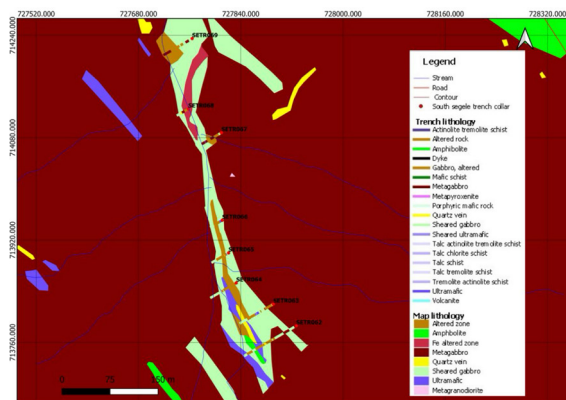 727520.000 727680.000 727840.000 728000.000 728160.000 728320.000
714240.000
714080.000
713920.000
713760.000
SETR069
SETR067
SETR065
SETR064
Legend
Stream
Road
Contour
South segele trench collar
Trench lithology
Actinolite tremolite schist
Altered rock
Amphibolite
Dyke
Gabbro, altered
Mafic schist
Metagabbro
Metapyroxenite
Porphyric mafic rock
Quartz vein
Sheared gabbro
Sheared ultramafic
Talc actinolite tremolite schist
Talc chlorite schist
Talc schist
Talc tremolite schist
Tremolite actinolite schist
Ultramafic
Volcanite
Map lithology
Altered zone
Amphibolite
Fe altered zone
Metagabbro
Quartz vein
Sheared gabbro
Ultramafic
Metagranodiorite
0 75 150 m